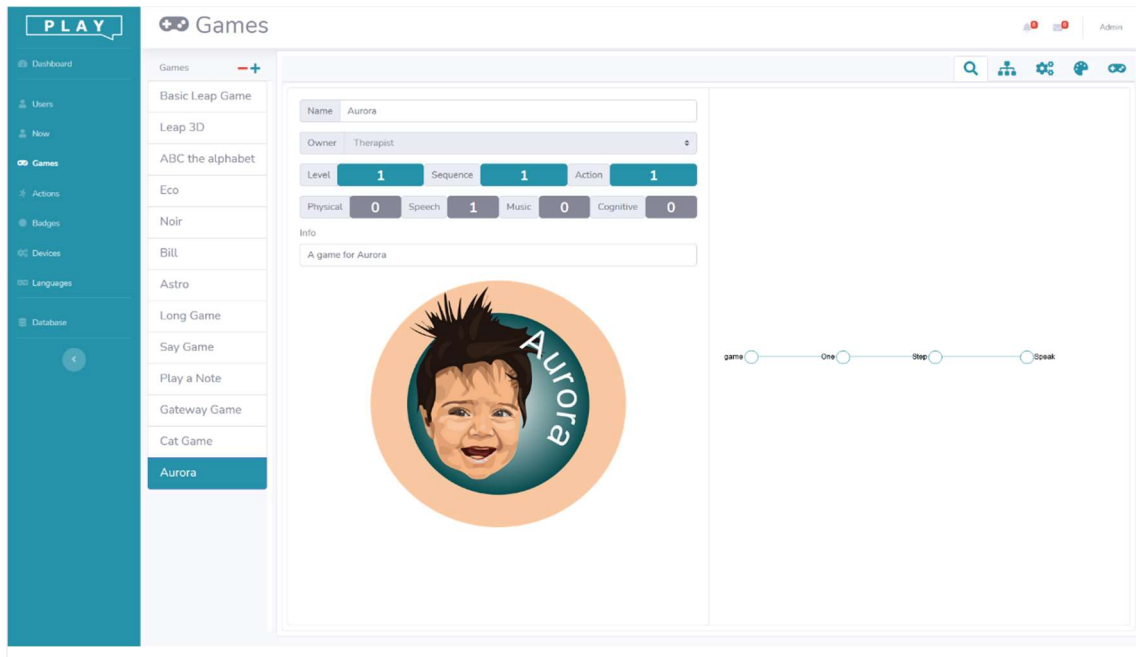 PLAY
Games
0
0
Admin
Dashboard
Users
Now
Games
Actions
Badges
Devices
Languages
Database
Games
Basic Leap Game
Leap 3D
ABC the alphabet
Eco
Noir
Bill
Astro
Long Game
Say Game
Play a Note
Gateway Game
Cat Game
Aurora
Name Aurora
Owner Therapist
Level 1 Sequence 1 Action 1
Physical 0 Speech 1 Music 0 Cognitive 0
Info
A game for Aurora
Aurora
game One Step Speak